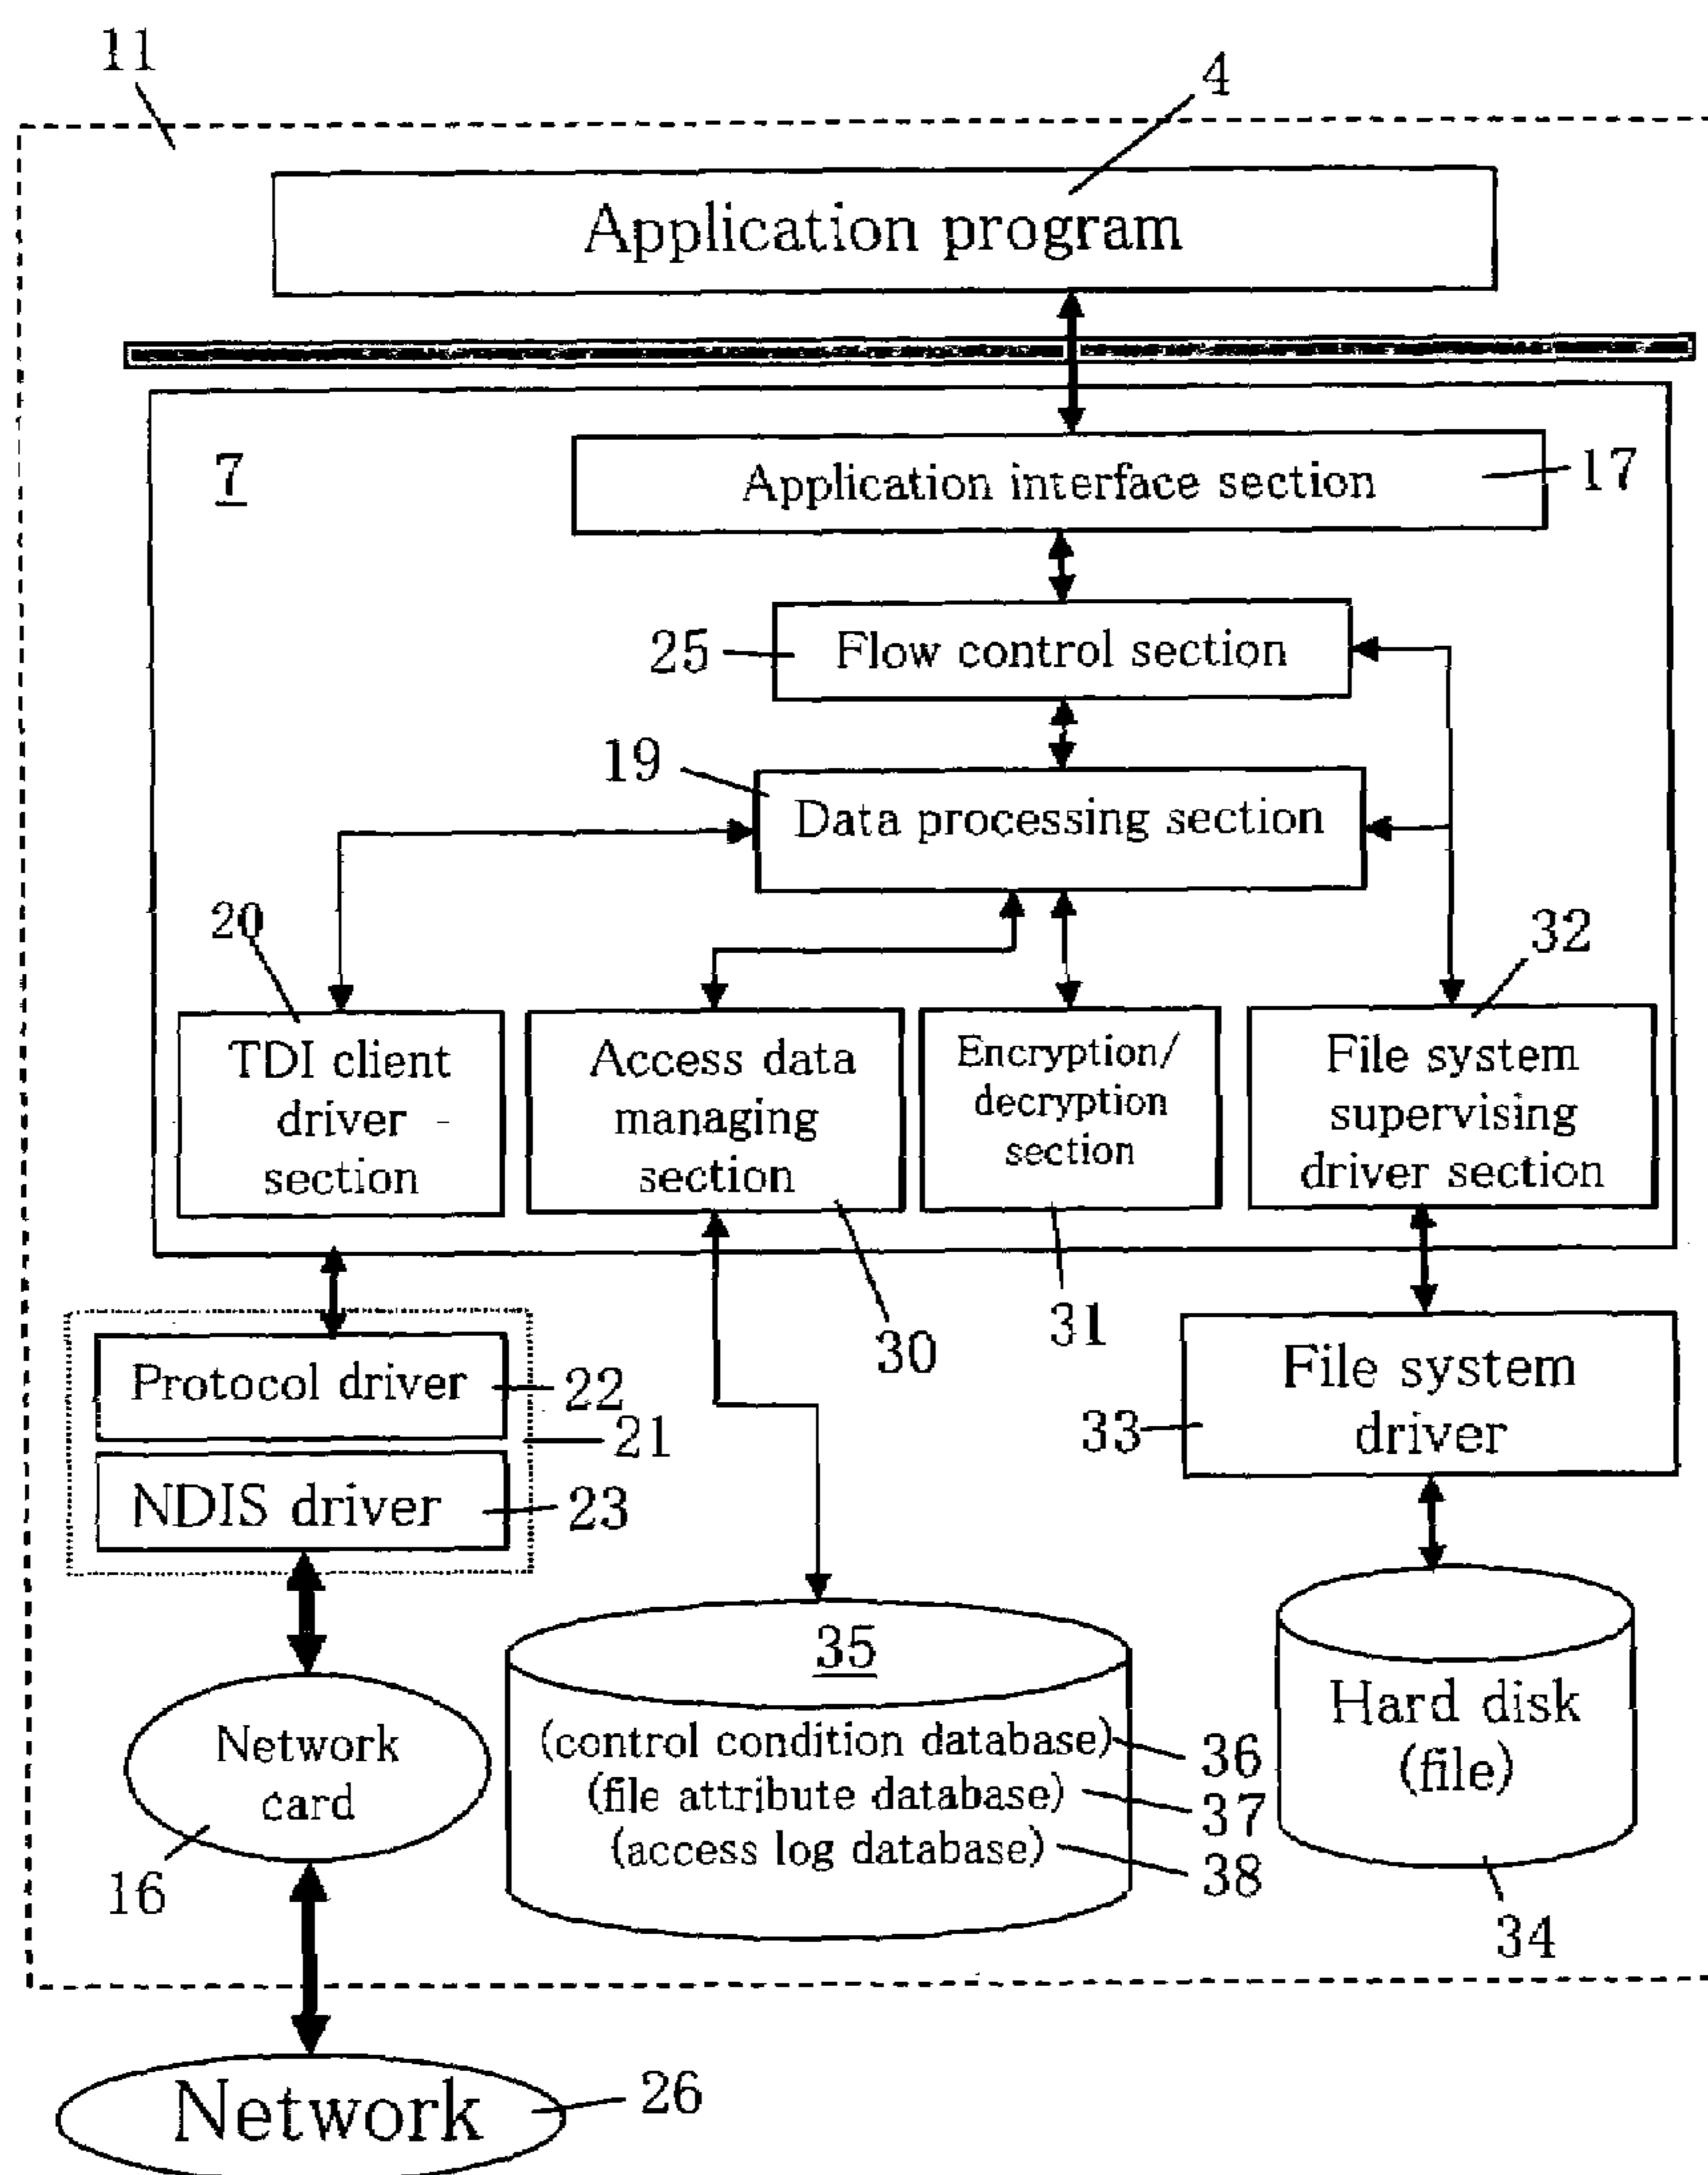 11
4
Application program
7
Application interface section
17
25
Flow control section
19
Data processing section
20
32
TDI client
driver
section
Access data
managing
section
Encryption/
decryption
section
File system
supervising
driver section
30
31
Protocol driver
22
21
NDIS driver
23
File system
driver
33
35
(control condition database)
36
(file attribute database)
37
(access log database)
38
Hard disk
(file)
34
Network
card
16
Network
26